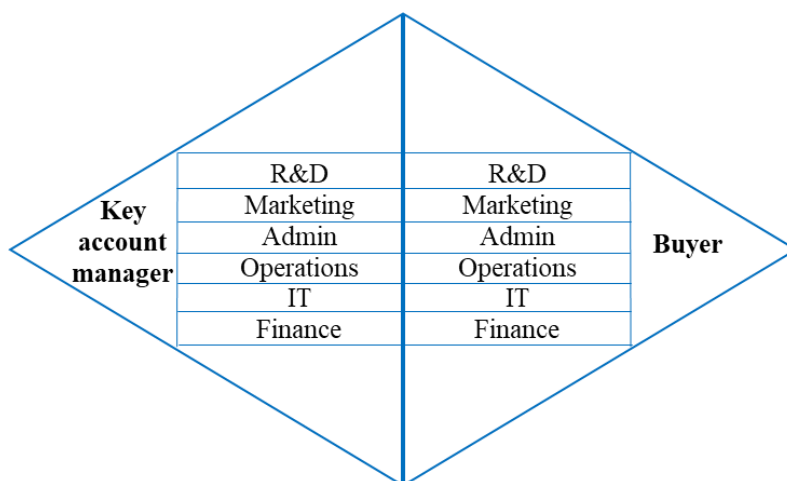 Key
account
manager
R&D
Marketing
Admin
Operations
IT
Finance
R&D
Marketing
Admin
Operations
IT
Finance
Buyer